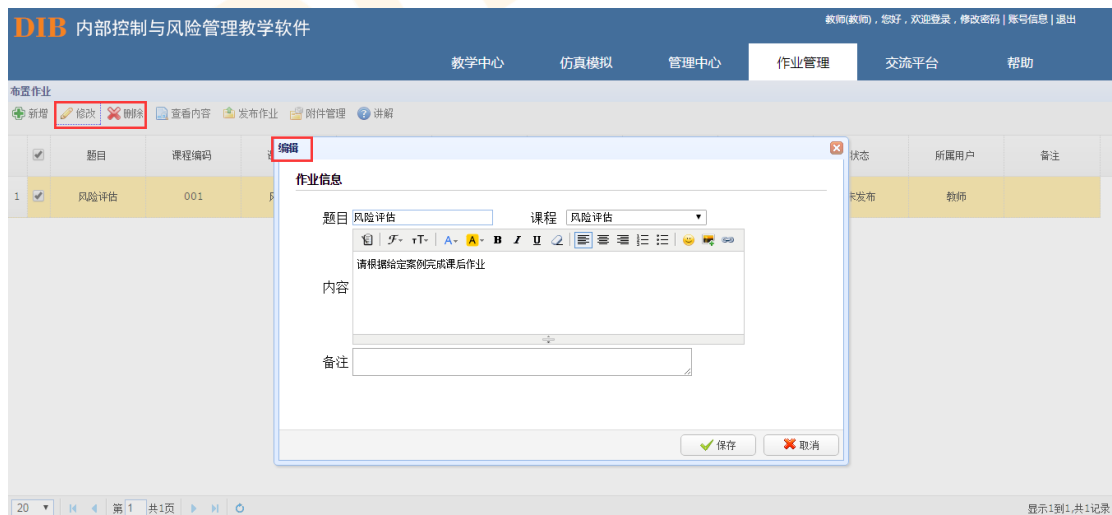 DIB 内部控制与风险管理教学软件
教师(教师)，您好，欢迎登录，修改密码 | 账号信息 | 退出
教学中心 仿真模拟 管理中心 作业管理 交流平台 帮助
布置作业
新增 修改 删除 查看内容 发布作业 附件管理 讲解
题目 课程编码 状态 所属用户 备注
1 风险评估 001 未发布 教师
编辑
作业信息
题目 风险评估 课程 风险评估
请根据给定案例完成课后作业
内容
备注
保存 取消
20 第 1 共1页 显示1到1,共1记录